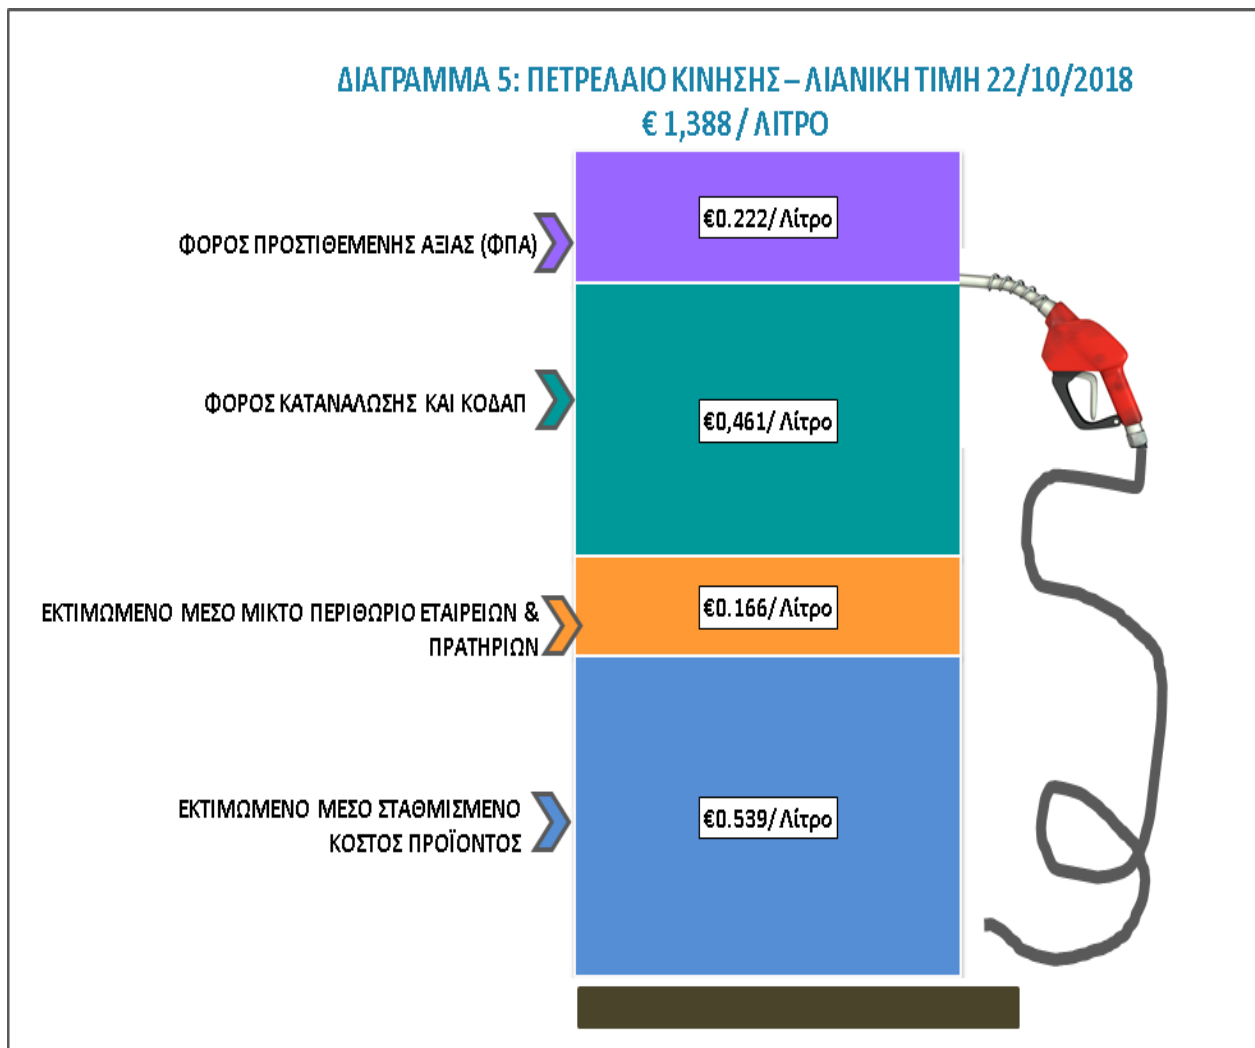 ΔΙΑΓΡΑΜΜΑ 5: ΠΕΤΡΕΛΑΙΟ ΚΙΝΗΣΗΣ – ΛΙΑΝΙΚΗ ΤΙΜΗ 22/10/2018
€ 1,388 / ΛΙΤΡΟ
€0.222/ Λίτρο
ΦΟΡΟΣ ΠΡΟΣΤΙΘΕΜΕΝΗΣ ΑΞΙΑΣ (ΦΠΑ)
ΦΟΡΟΣ ΚΑΤΑΝΑΛΩΣΗΣ ΚΑΙ ΚΟΔΑΠ
€0,461/ Λίτρο
ΕΚΤΙΜΩΜΕΝΟ ΜΕΣΟ ΜΙΚΤΟ ΠΕΡΙΘΩΡΙΟ ΕΤΑΙΡΕΙΩΝ &
ΠΡΑΤΗΡΙΩΝ
€0.166/ Λίτρο
ΕΚΤΙΜΩΜΕΝΟ ΜΕΣΟ ΣΤΑΘΜΙΣΜΕΝΟ
ΚΟΣΤΟΣ ΠΡΟΪΟΝΤΟΣ
€0.539/ Λίτρο